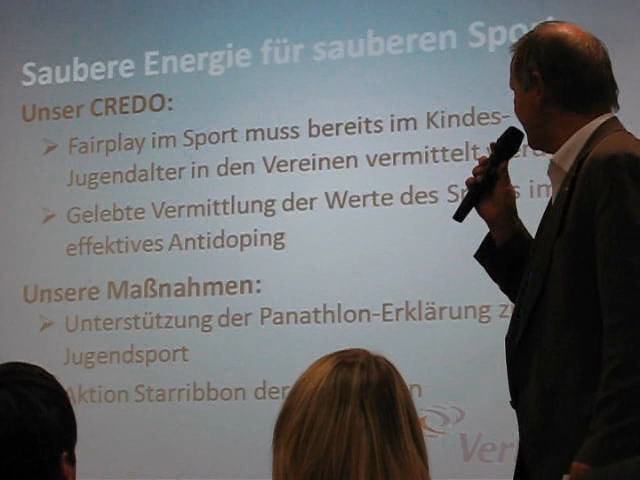 Saubere Energie für sauberen Sport
Unser CREDO:
Fairplay im Sport muss bereits im Kindes-
Jugendalter in den Vereinen vermittelt
Gelebte Vermittlung der Werte des
effektives Antidoping
Unsere Maßnahmen:
Unterstützung der Panathlon-Erklärung
Jugendsport
Aktion Starribbon der
Ver